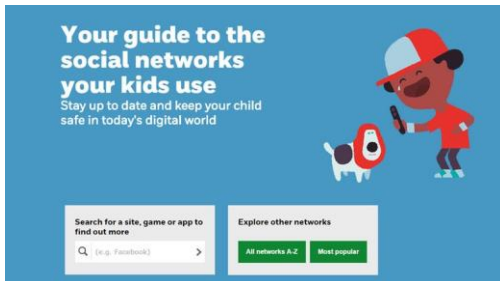 Your guide to the
social networks
your kids use
Stay up to date and keep your child
safe in today's digital world
Search for a site, game or app to
find out more
(e.g. Facebook)
Explore other networks
All networks A-Z
Most popular